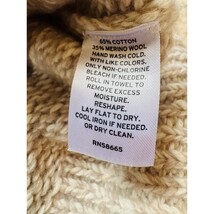 65% COTTON
35% MERINO WOOL
HAND WASH COLD.
WITH LIKE COLORS.
ONLY NON-CHLORINE
BLEACH IF NEEDED.
ROLL IN TOWEL TO
REMOVE EXCESS
MOISTURE.
RESHAPE.
LAY FLAT TO DRY.
COOL IRON IF NEEDED.
OR DRY CLEAN.
RN58665